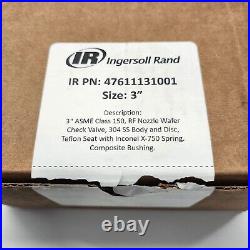 IR Ingersoll Rand
IR PN: 47611131001
Size: 3”
Description:
3" ASME Class 150, RF Nozzle Wafer
Check Valve, 304 SS Body and Disc,
Teflon Seat with Inconel X-750 Spring,
Composite Bushing.